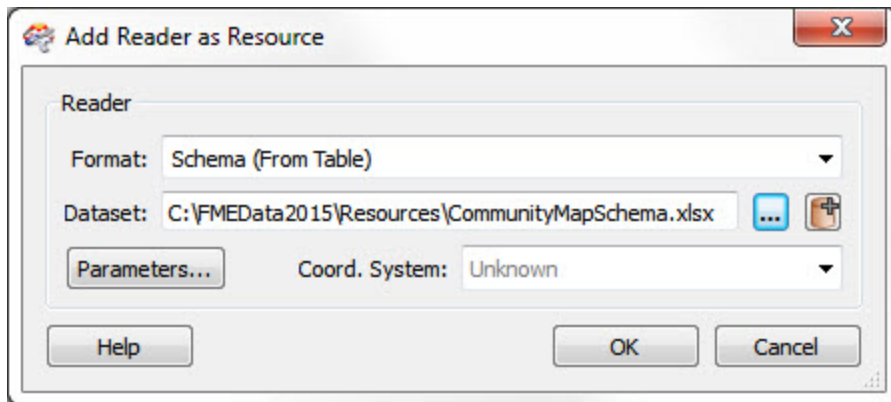 Add Reader as Resource
Reader
Format: Schema (From Table)
Dataset: C:\FMEData2015\Resources\CommunityMapSchema.xlsx ...
Parameters... Coord. System: Unknown
Help OK Cancel